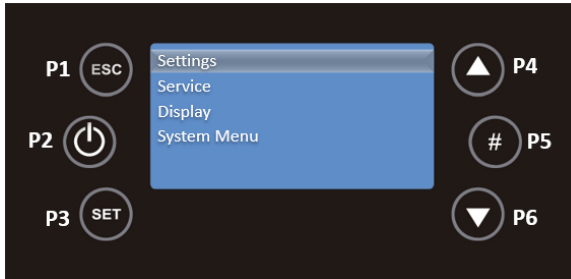 P1 ESC
P2
P3 SET
Settings
Service
Display
System Menu
P4
# P5
P6